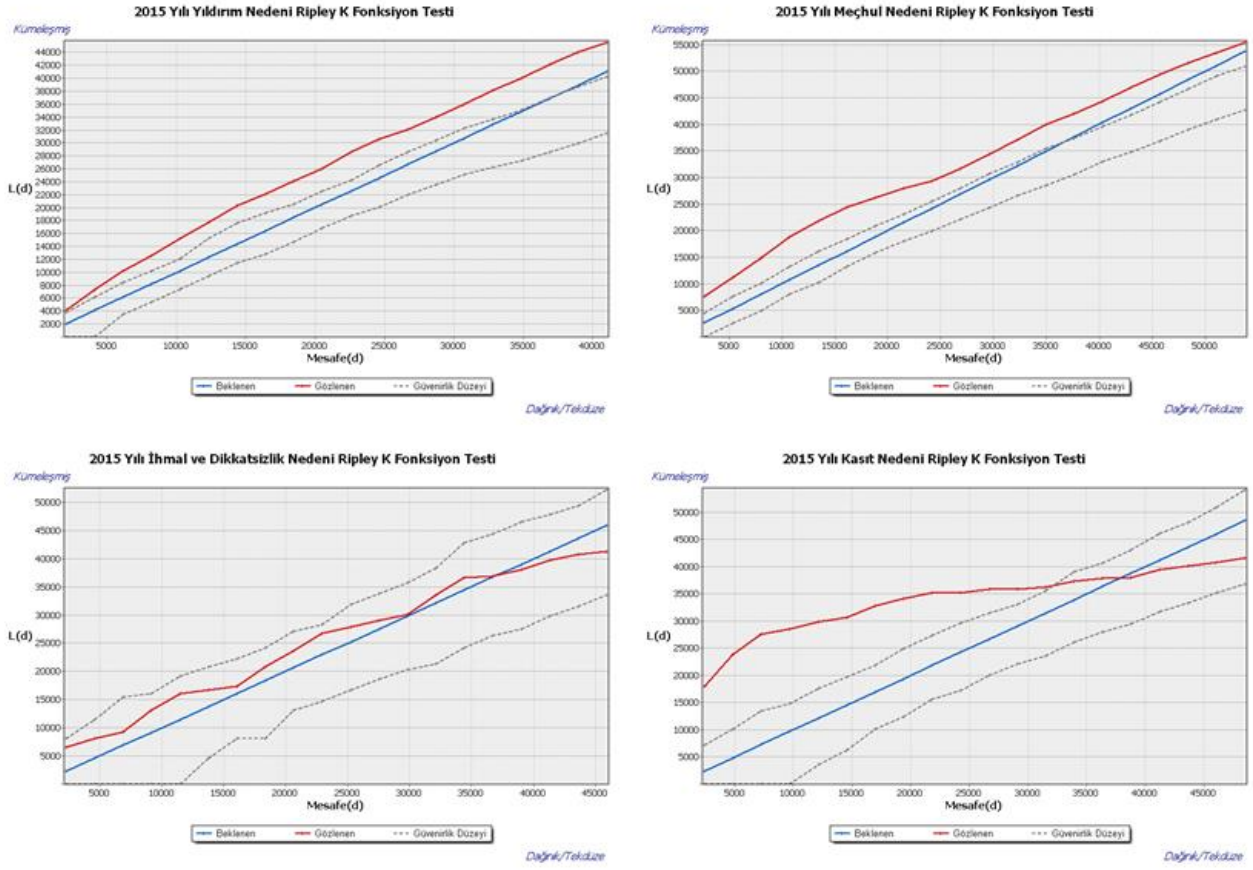 2015 Yılı Yıldırım Nedeni Ripley K Fonksiyon Testi
Kümeleşmiş
44000
42000
40000
38000
36000
34000
32000
30000
28000
26000
24000
22000
20000
18000
16000
14000
12000
10000
8000
6000
4000
2000
L(d)
5000 10000 15000 20000 25000 30000 35000 40000
Mesafe(d)
Beklenen Gözlenen Güvenirlik Düzeyi
Dağınık/Tekdüze
2015 Yılı Meçhul Nedeni Ripley K Fonksiyon Testi
Kümeleşmiş
55000
50000
45000
40000
35000
30000
25000
20000
15000
10000
5000
L(d)
5000 10000 15000 20000 25000 30000 35000 40000 45000 50000
Mesafe(d)
Beklenen Gözlenen Güvenirlik Düzeyi
Dağınık/Tekdüze
2015 Yılı İhmal ve Dikkatsizlik Nedeni Ripley K Fonksiyon Testi
Kümeleşmiş
50000
45000
40000
35000
30000
25000
20000
15000
10000
5000
L(d)
5000 10000 15000 20000 25000 30000 35000 40000 45000
Mesafe(d)
Beklenen Gözlenen Güvenirlik Düzeyi
Dağınık/Tekdüze
2015 Yılı Kasıt Nedeni Ripley K Fonksiyon Testi
Kümeleşmiş
50000
45000
40000
35000
30000
25000
20000
15000
10000
5000
L(d)
5000 10000 15000 20000 25000 30000 35000 40000 45000
Mesafe(d)
Beklenen Gözlenen Güvenirlik Düzeyi
Dağınık/Tekdüze